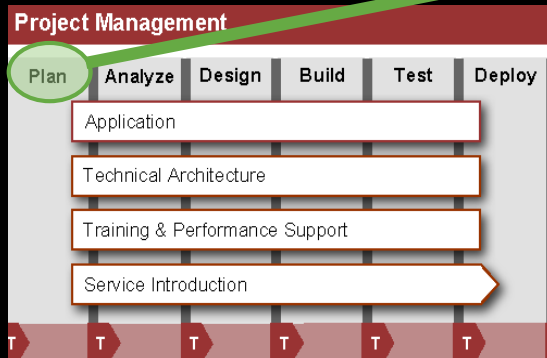 Project Management
Plan Analyze Design Build Test Deploy
Application
Technical Architecture
Training & Performance Support
Service Introduction
T T T T T T